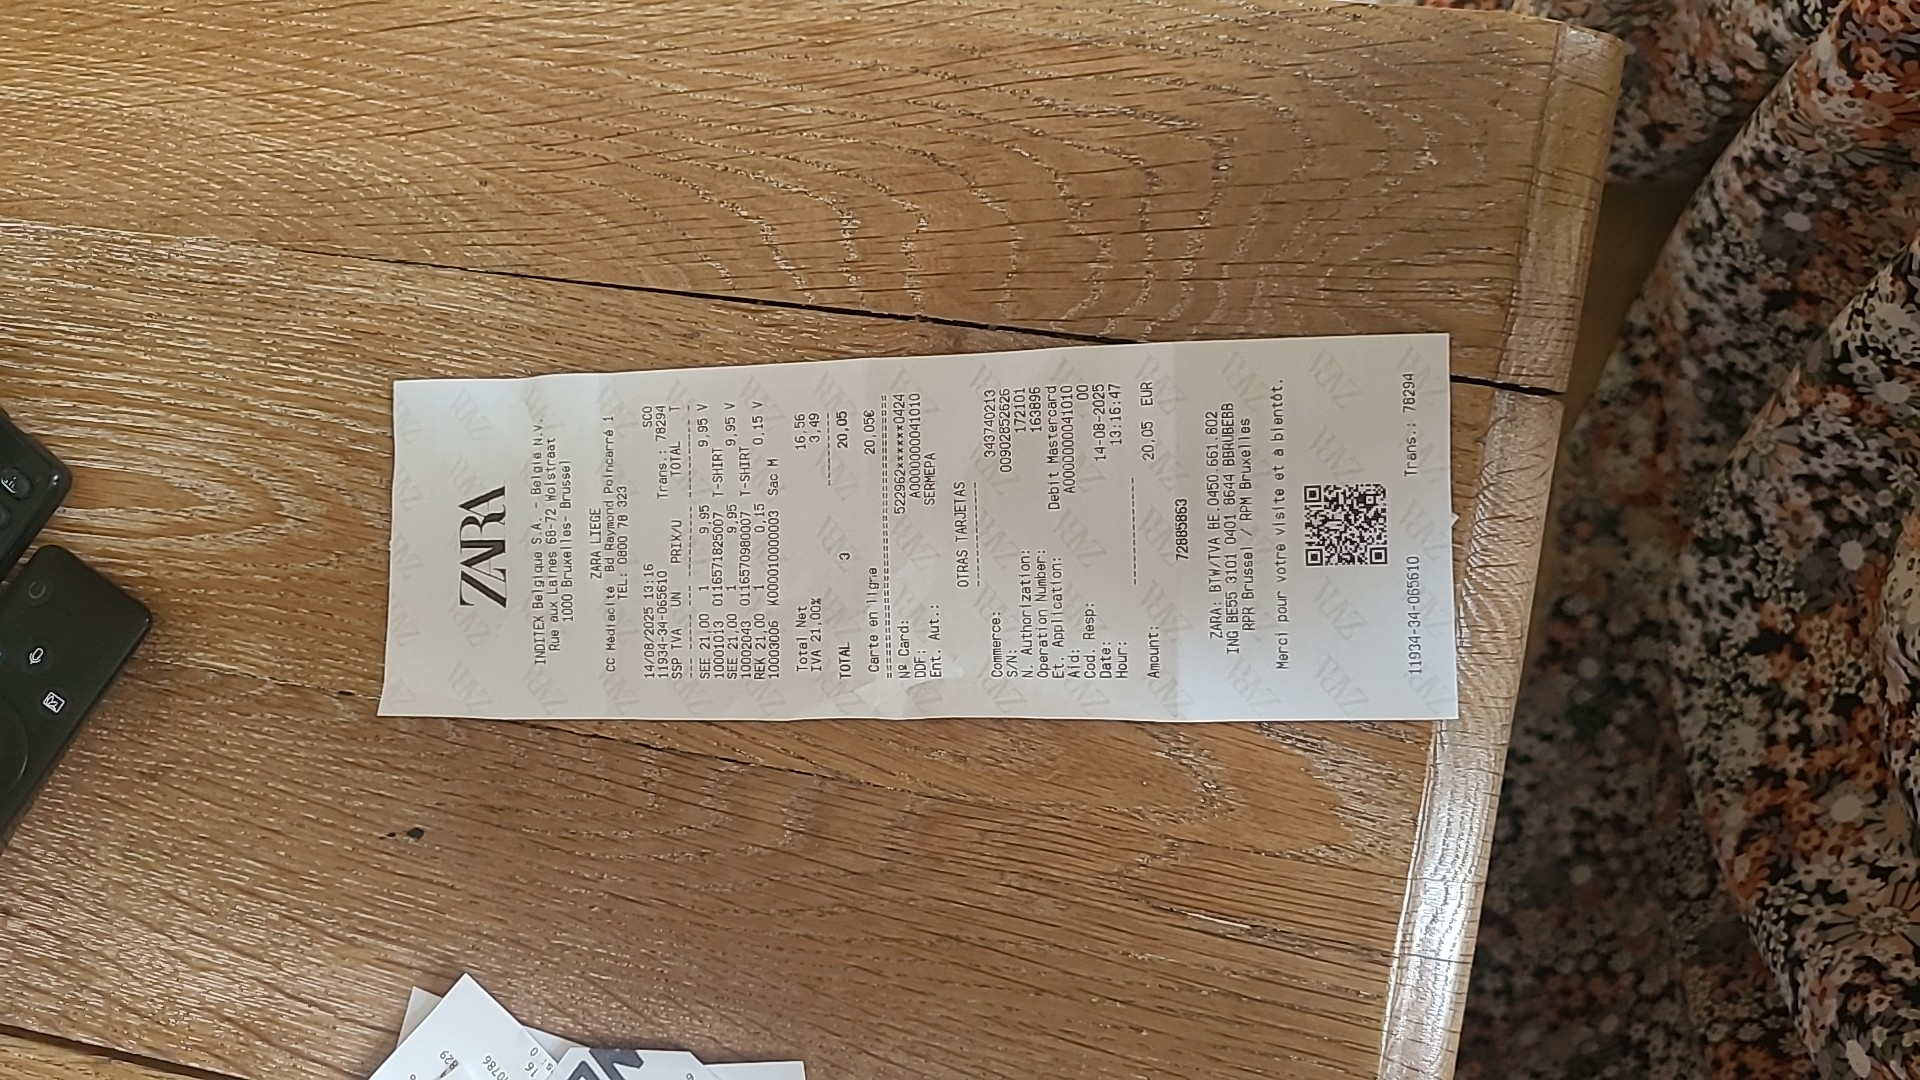 ZARA
INDITEX Belgique S.A. - België N.V.
Rue aux Laines 68-72 Wolstraat
1000 Bruxelles- Brussel
ZARA LIEGE
CC Médiacité, Bd Raymond Poincarré 1
TEL: 0800 78 323
14/08/2025 13:16 SCO
11934-34-065610 Trans.: 78294
SSP TVA UN PRIX/U TOTAL T
SEE 21,00 1 9,95 9,95 V
10001013 01165718250​07 T-SHIRT
SEE 21,00 1 9,95 9,95 V
10002043 01165709800​07 T-SHIRT
REK 21,00 1 0,15 0,15 V
10003006 Sac M
Total Net 16,56
IVA 21,00% 3,49
TOTAL 3 20,05
Carte en ligne 20,05€
Nº Card: 522962******0424
DDF: A0000000041010
Ent. Aut.: SERMEPA
OTRAS TARJETAS
Commerce: 343740213
S/N: 00902852626
N. Authorization: 172101
Operation Number: 163896
Et. Application: Debit Mastercard
Aid: A0000000041010
Cod. Resp: 00
Date: 14-08-2025
Hour: 13:16:47
Amount: 20,05 EUR
72885863
ZARA: BTW/TVA BE 0450.661.802
ING BE55 3101 0401 8644 BBRUBEBB
RPR Brussel / RPM Bruxelles
Merci pour votre visite et à bientôt.
11934-34-065610 Trans.: 78294
829